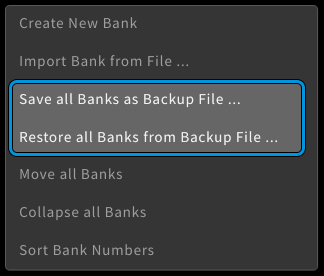 Create New Bank
Import Bank from File ...
Save all Banks as Backup File ...
Restore all Banks from Backup File ...
Move all Banks
Collapse all Banks
Sort Bank Numbers